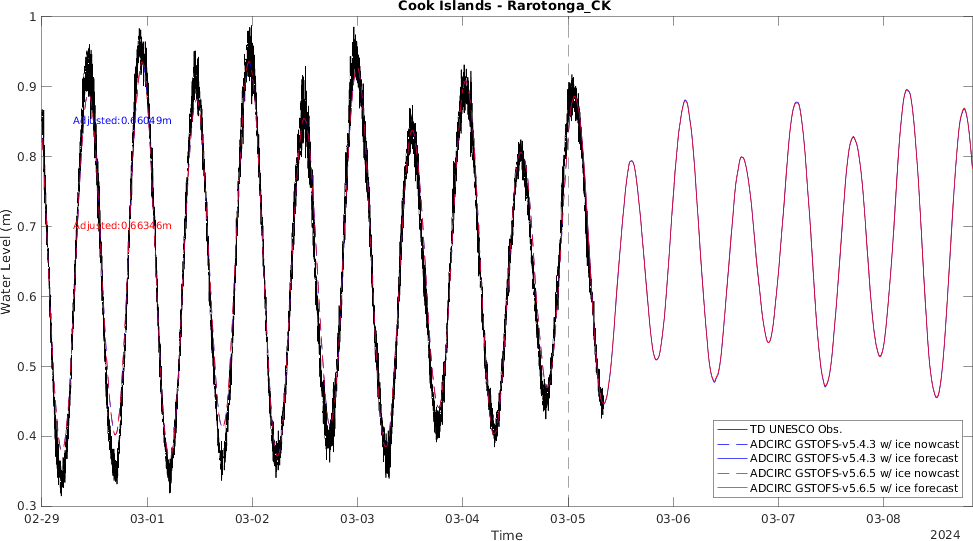 Cook Islands - Rarotonga_CK
1
0.9
0.8
0.7
0.6
0.5
0.4
0.3
Water Level (m)
Adjusted:0.66049m
Adjusted:0.66346m
TD UNESCO Obs.
ADCIRC GSTOFS-v5.4.3 w/ ice nowcast
ADCIRC GSTOFS-v5.4.3 w/ ice forecast
ADCIRC GSTOFS-v5.6.5 w/ ice nowcast
ADCIRC GSTOFS-v5.6.5 w/ ice forecast
02-29 03-01 03-02 03-03 03-04 03-05 03-06 03-07 03-08
Time
2024